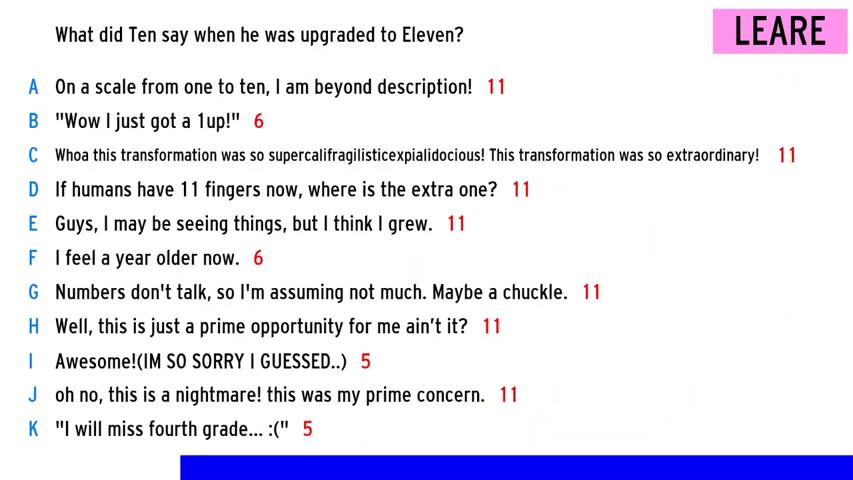 What did Ten say when he was upgraded to Eleven?
LEARE
A On a scale from one to ten, I am beyond description! 11
B "Wow I just got a 1up!" 6
C Whoa this transformation was so supercalifragilisticexpialidocious! This transformation was so extraordinary! 11
D If humans have 11 fingers now, where is the extra one? 11
E Guys, I may be seeing things, but I think I grew. 11
F I feel a year older now. 6
G Numbers don't talk, so I'm assuming not much. Maybe a chuckle. 11
H Well, this is just a prime opportunity for me ain't it? 11
I Awesome!(IM SO SORRY I GUESSED..) 5
J oh no, this is a nightmare! this was my prime concern. 11
K "I will miss fourth grade... :(" 5